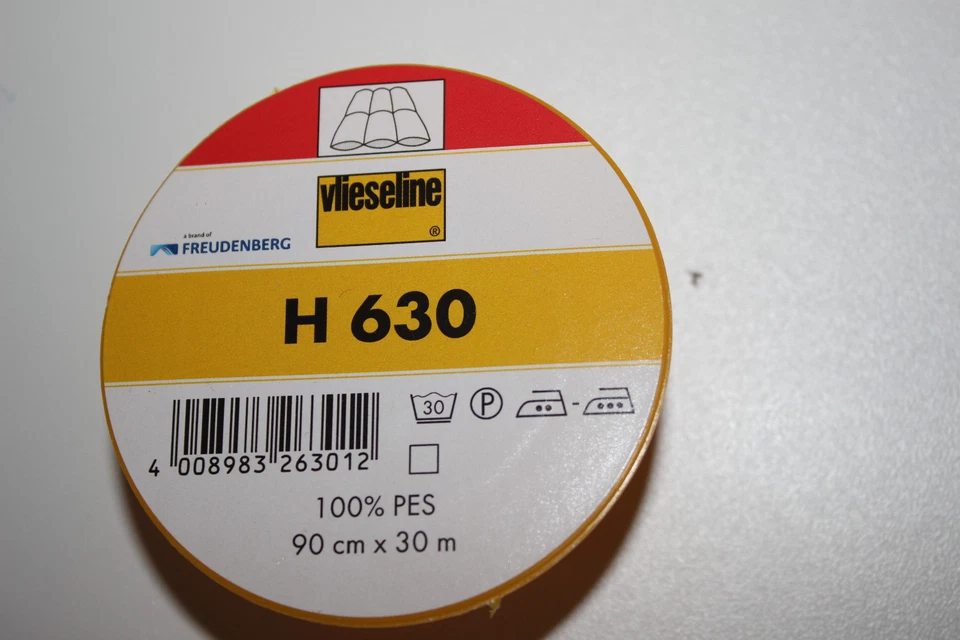 vlieseline
®
a brand of
FREUDENBERG
H 630
30 P -
4 008983 263012
100% PES
90 cm x 30 m